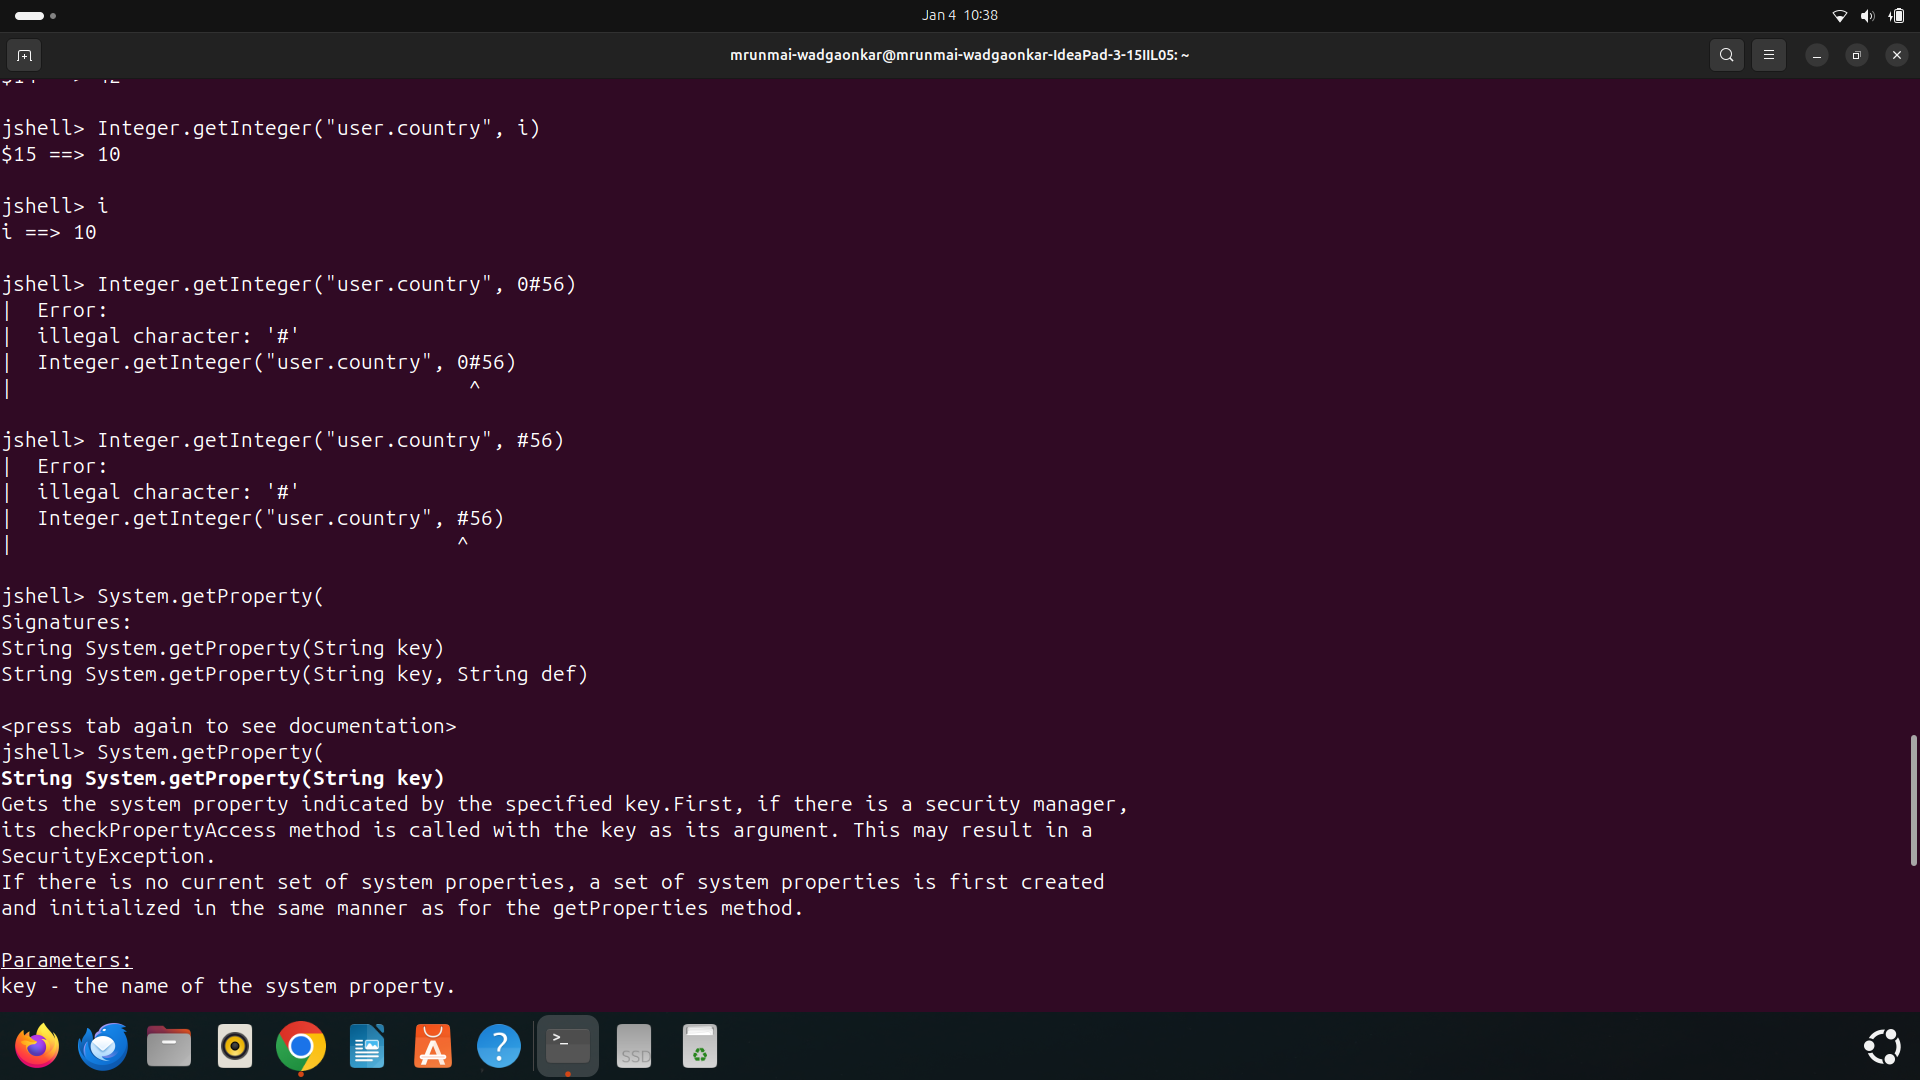 Jan 4 10:38
mrunmai-wadgaonkar@mrunmai-wadgaonkar-IdeaPad-3-15IIL05: ~
jshell> Integer.getInteger("user.country", i)
$15 ==> 10
jshell> i
i ==> 10
jshell> Integer.getInteger("user.country", 0#56)
|  Error:
|  illegal character: '#'
|  Integer.getInteger("user.country", 0#56)
|                                      ^
jshell> Integer.getInteger("user.country", #56)
|  Error:
|  illegal character: '#'
|  Integer.getInteger("user.country", #56)
|                                     ^
jshell> System.getProperty(
Signatures:
String System.getProperty(String key)
String System.getProperty(String key, String def)
<press tab again to see documentation>
jshell> System.getProperty(
String System.getProperty(String key)
Gets the system property indicated by the specified key.First, if there is a security manager,
its checkPropertyAccess method is called with the key as its argument. This may result in a
SecurityException.
If there is no current set of system properties, a set of system properties is first created
and initialized in the same manner as for the getProperties method.
Parameters:
key - the name of the system property.
>_
?
SSD